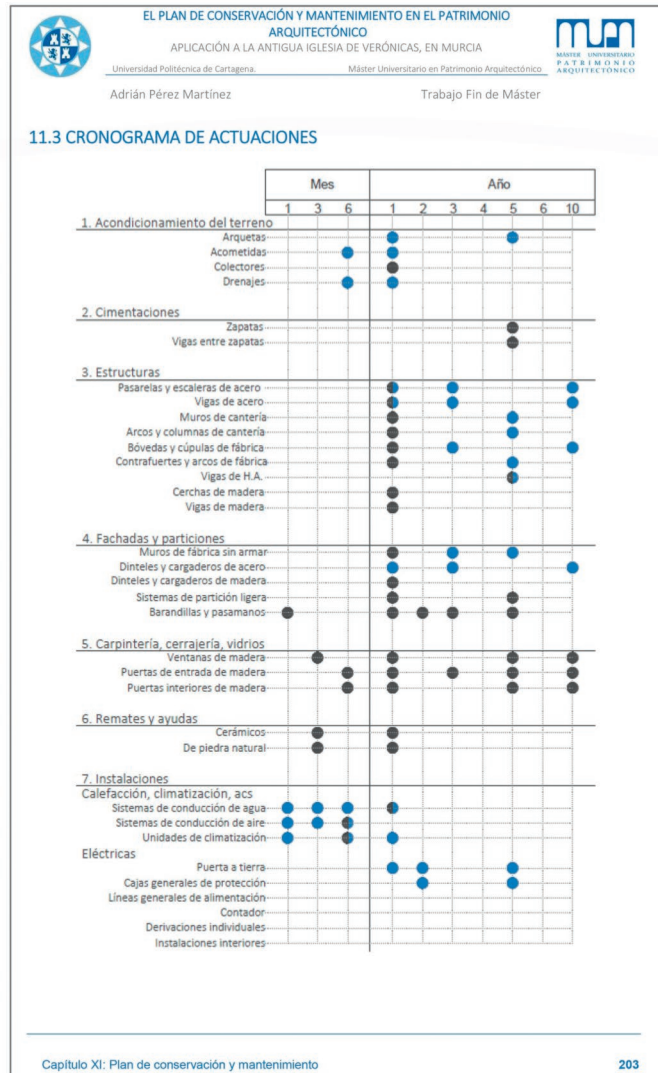 EL PLAN DE CONSERVACIÓN Y MANTENIMIENTO EN EL PATRIMONIO
ARQUITECTÓNICO
APLICACIÓN A LA ANTIGUA IGLESIA DE VERÓNICAS, EN MURCIA
Universidad Politécnica de Cartagena. Máster Universitario en Patrimonio Arquitectónico
MÁSTER UNIVERSITARIO
PATRIMONIO
ARQUITECTÓNICO
Adrián Pérez Martínez Trabajo Fin de Máster
11.3 CRONOGRAMA DE ACTUACIONES
Mes Año
1 3 6 1 2 3 4 5 6 10
1. Acondicionamiento del terreno
Arquetas
Acometidas
Colectores
Drenajes
2. Cimentaciones
Zapatas
Vigas entre zapatas
3. Estructuras
Pasarelas y escaleras de acero
Vigas de acero
Muros de cantería
Arcos y columnas de cantería
Bóvedas y cúpulas de fábrica
Contrafuertes y arcos de fábrica
Vigas de H.A.
Cerchas de madera
Vigas de madera
4. Fachadas y particiones
Muros de fábrica sin armar
Dinteles y cargaderos de acero
Dinteles y cargaderos de madera
Sistemas de partición ligera
Barandillas y pasamanos
5. Carpintería, cerrajería, vidrios
Ventanas de madera
Puertas de entrada de madera
Puertas interiores de madera
6. Remates y ayudas
Cerámicos
De piedra natural
7. Instalaciones
Calefacción, climatización, acs
Sistemas de conducción de agua
Sistemas de conducción de aire
Unidades de climatización
Eléctricas
Puerta a tierra
Cajas generales de protección
Líneas generales de alimentación
Contador
Derivaciones individuales
Instalaciones interiores
Capítulo XI: Plan de conservación y mantenimiento 203